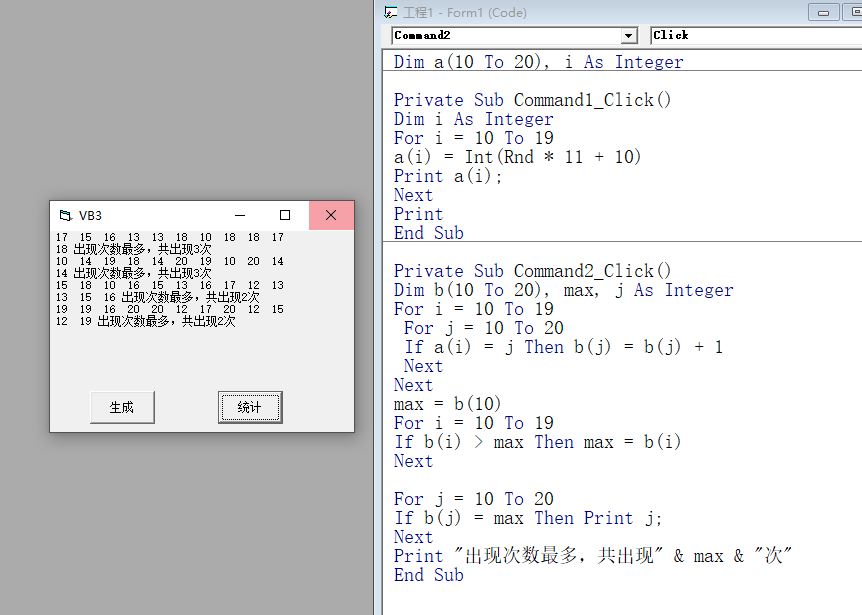 工程1 - Form1 (Code)
Command2
Click
Dim a(10 To 20), i As Integer
Private Sub Command1_Click()
Dim i As Integer
For i = 10 To 19
a(i) = Int(Rnd * 11 + 10)
Print a(i);
Next
Print
End Sub
Private Sub Command2_Click()
Dim b(10 To 20), max, j As Integer
For i = 10 To 19
For j = 10 To 20
If a(i) = j Then b(j) = b(j) + 1
Next
Next
max = b(10)
For i = 10 To 19
If b(i) > max Then max = b(i)
Next
For j = 10 To 20
If b(j) = max Then Print j;
Next
Print "出现次数最多，共出现" & max & "次"
End Sub
VB3
17 15 16 13 13 18 10 18 18 17
18 出现次数最多，共出现3次
10 14 19 18 14 20 19 10 20 14
14 出现次数最多，共出现3次
15 18 10 16 15 13 16 17 12 13
13 15 16 出现次数最多，共出现2次
19 19 16 20 20 12 17 20 12 15
12 19 出现次数最多，共出现2次
生成
统计